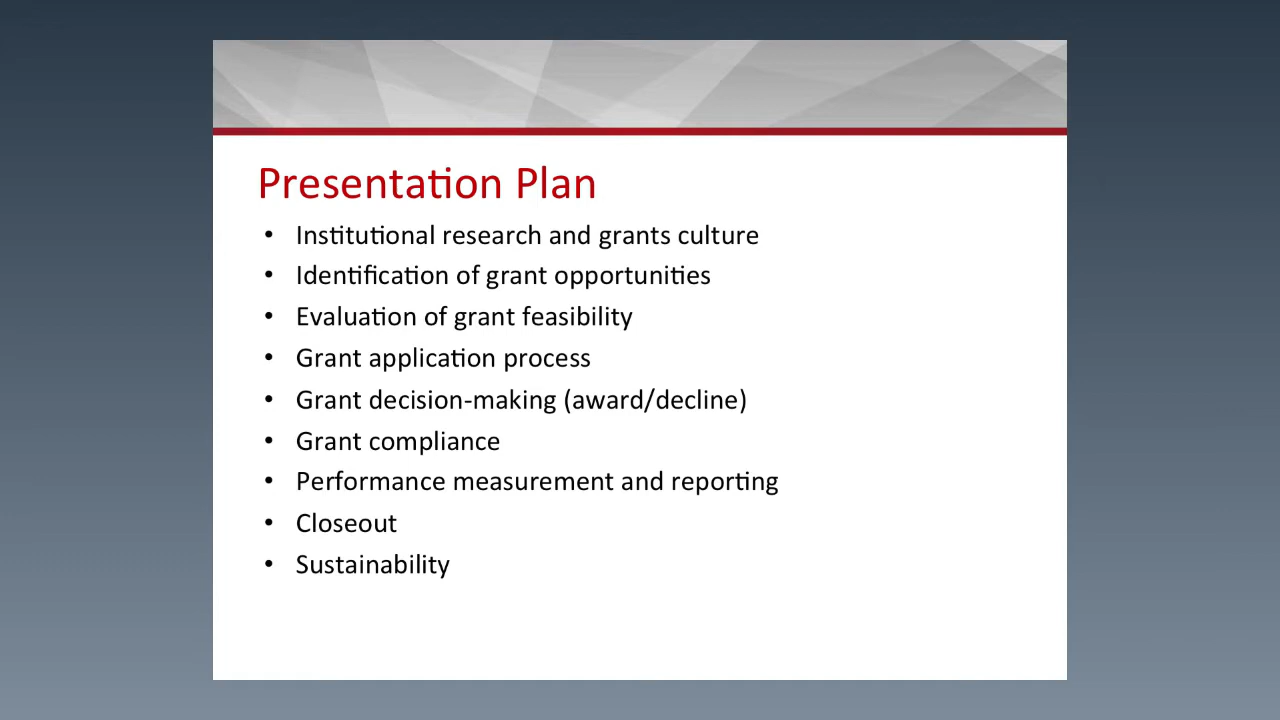 Presentation Plan
• Institutional research and grants culture
• Identification of grant opportunities
• Evaluation of grant feasibility
• Grant application process
• Grant decision-making (award/decline)
• Grant compliance
• Performance measurement and reporting
• Closeout
• Sustainability